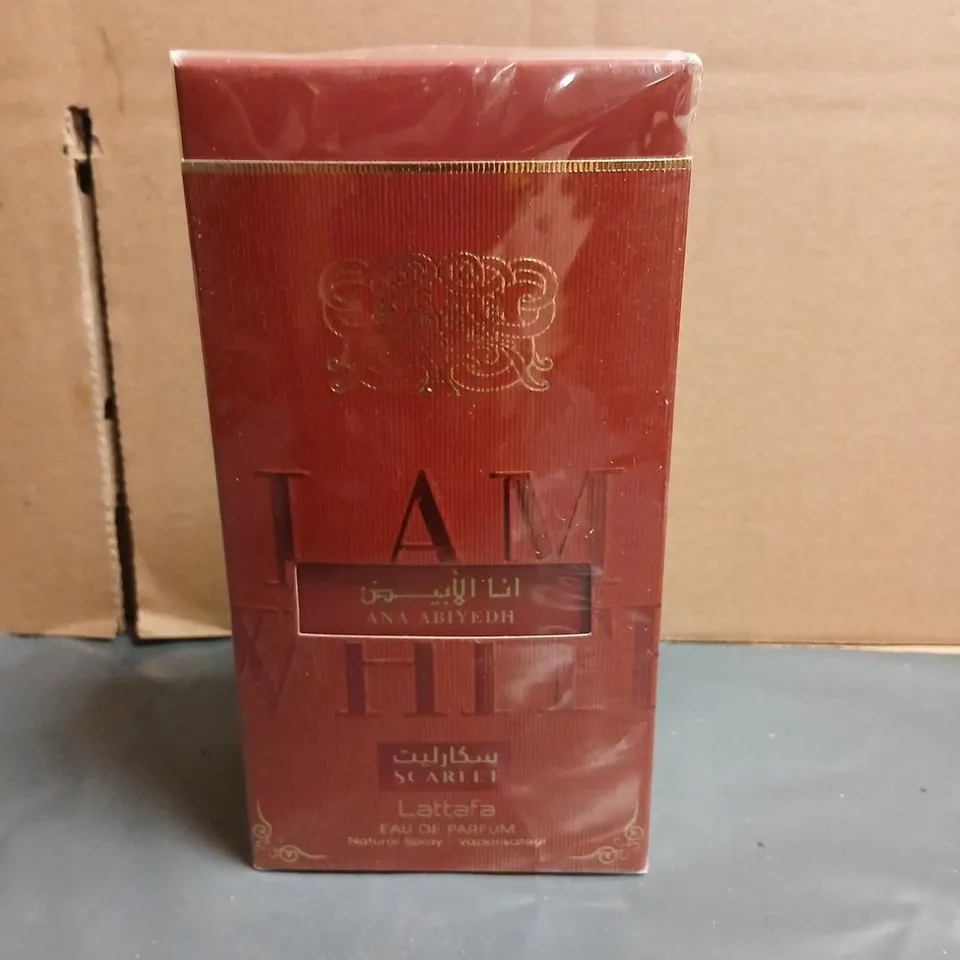 I AM
انا الأبيض
ANA ABIYEDH
WHITE
سكارليت
SCARLET
Lattafa
EAU DE PARFUM
Natural Spray Vaporisateur